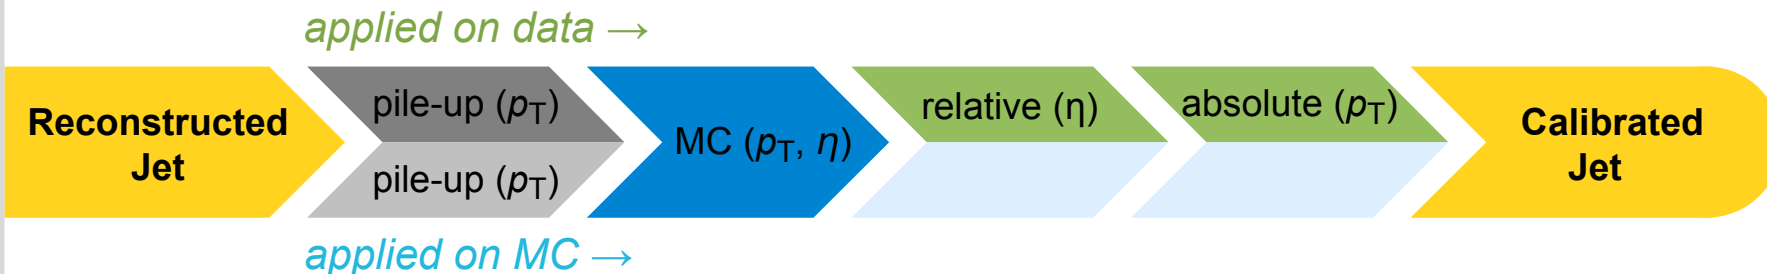 applied on data →
Reconstructed
Jet
pile-up (pT)
pile-up (pT)
MC (pT, η)
relative (η)
absolute (pT)
Calibrated
Jet
applied on MC →